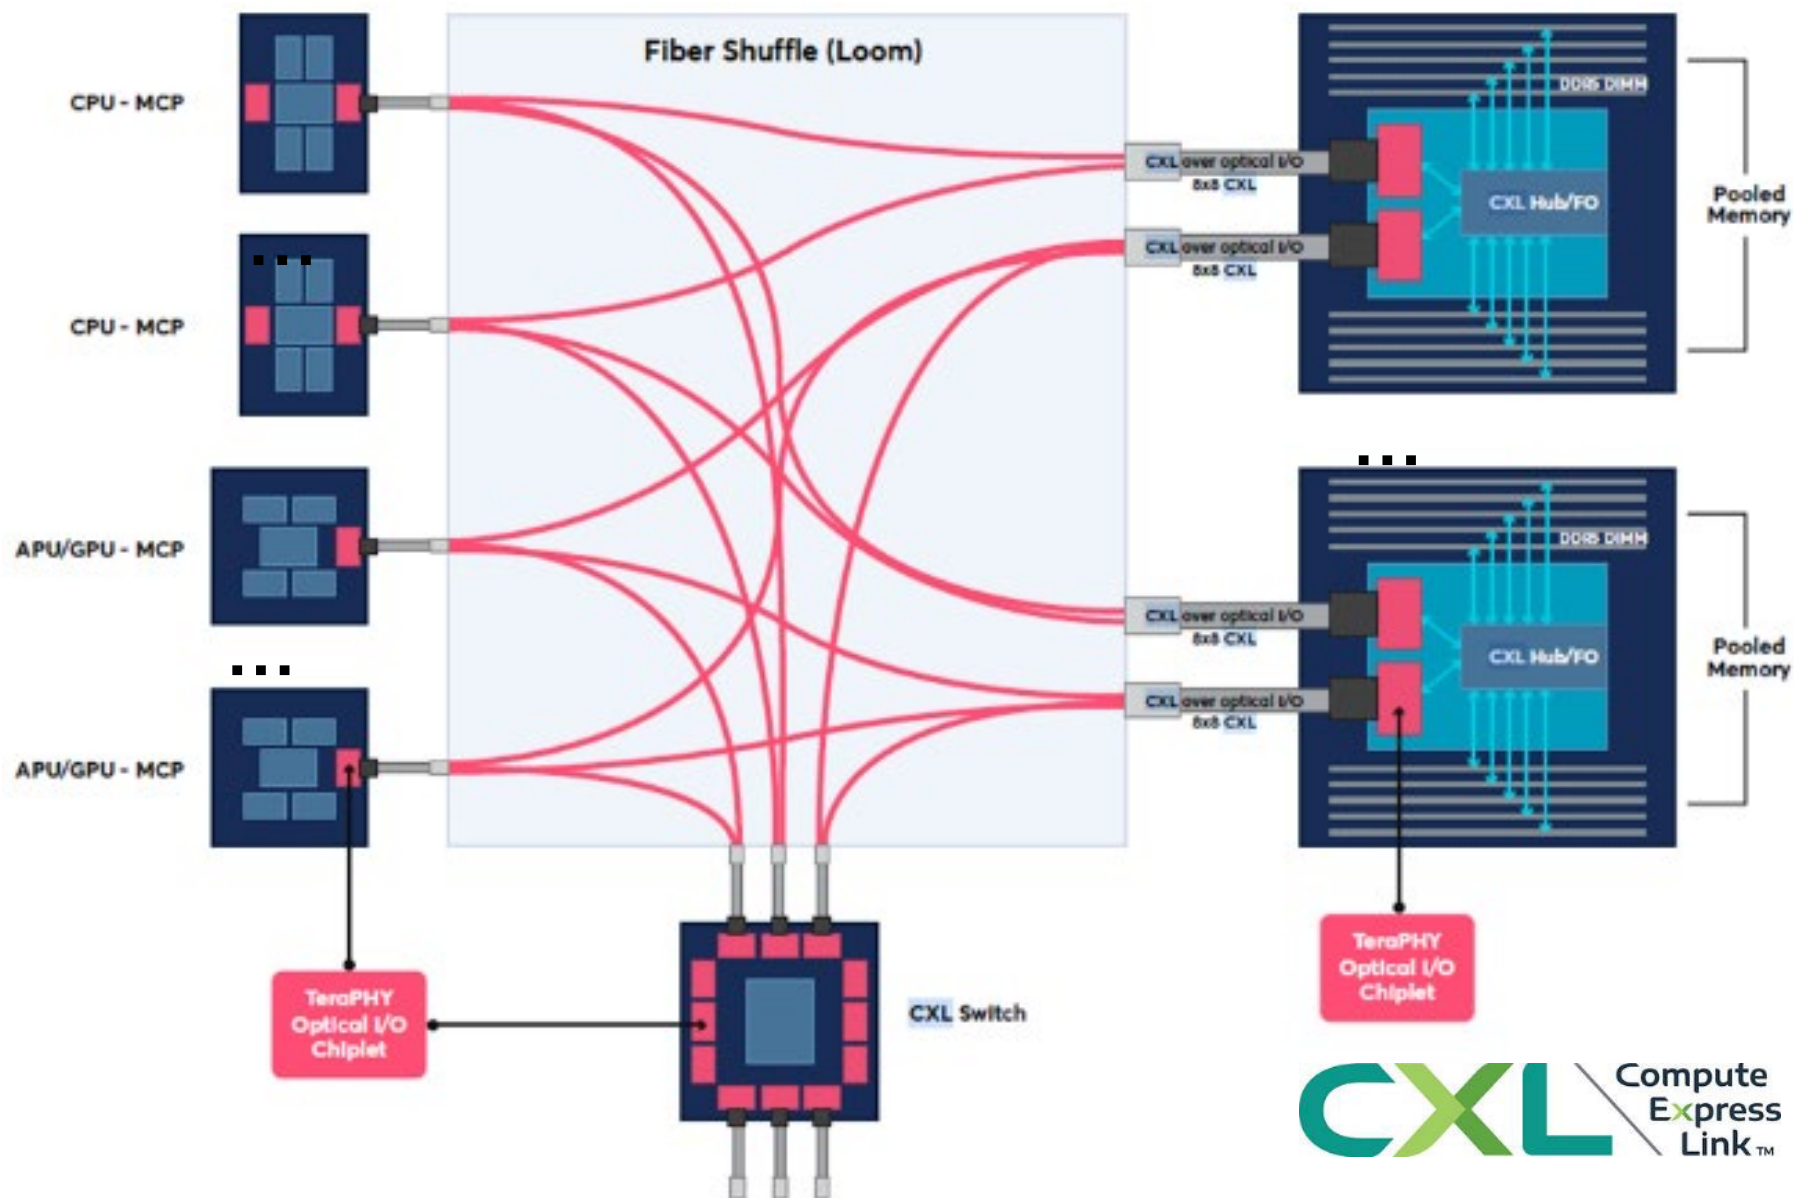 Fiber Shuffle (Loom)
CPU - MCP
CPU - MCP
APU/GPU - MCP
APU/GPU - MCP
DDR5 DIMM
CXL over optical I/O
8x8 CXL
CXL over optical I/O
8x8 CXL
CXL Hub/FO
Pooled
Memory
...
...
...
DDR5 DIMM
CXL over optical I/O
8x8 CXL
CXL over optical I/O
8x8 CXL
CXL Hub/FO
Pooled
Memory
TeraPHY
Optical I/O
Chiplet
CXL Switch
TeraPHY
Optical I/O
Chiplet
CXL
Compute
Express
Link™